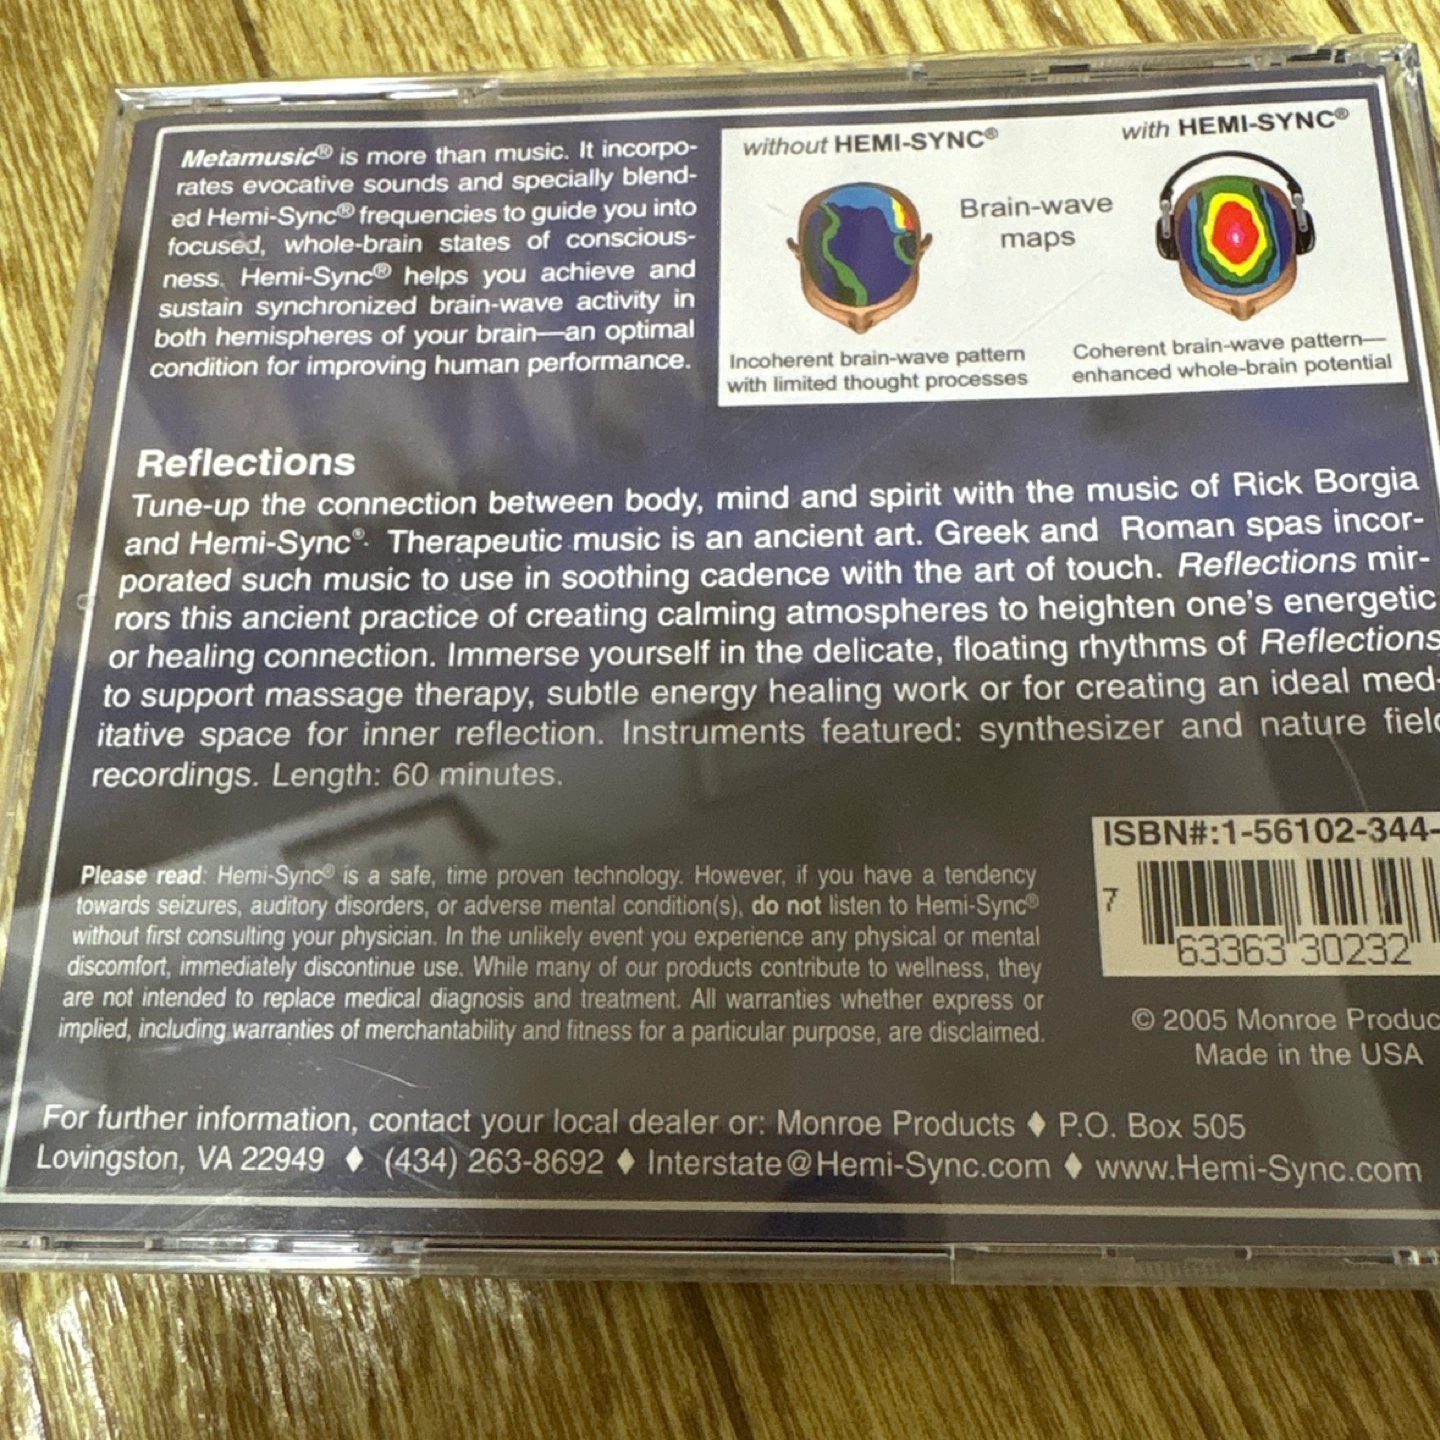 Metamusic® is more than music. It incorpo-
rates evocative sounds and specially blend-
ed Hemi-Sync® frequencies to guide you into
focused, whole-brain states of conscious-
ness. Hemi-Sync® helps you achieve and
sustain synchronized brain-wave activity in
both hemispheres of your brain—an optimal
condition for improving human performance.
without HEMI-SYNC®
with HEMI-SYNC®
Brain-wave
maps
Incoherent brain-wave pattern
with limited thought processes
Coherent brain-wave pattern—
enhanced whole-brain potential
Reflections
Tune-up the connection between body, mind and spirit with the music of Rick Borgia
and Hemi-Sync®. Therapeutic music is an ancient art. Greek and Roman spas incor-
porated such music to use in soothing cadence with the art of touch. Reflections mir-
rors this ancient practice of creating calming atmospheres to heighten one's energetic
or healing connection. Immerse yourself in the delicate, floating rhythms of Reflections
to support massage therapy, subtle energy healing work or for creating an ideal med-
itative space for inner reflection. Instruments featured: synthesizer and nature field
recordings. Length: 60 minutes.
ISBN#:1-56102-344-
7 63363 30232
Please read: Hemi-Sync® is a safe, time proven technology. However, if you have a tendency
towards seizures, auditory disorders, or adverse mental condition(s), do not listen to Hemi-Sync®
without first consulting your physician. In the unlikely event you experience any physical or mental
discomfort, immediately discontinue use. While many of our products contribute to wellness, they
are not intended to replace medical diagnosis and treatment. All warranties whether express or
implied, including warranties of merchantability and fitness for a particular purpose, are disclaimed.
© 2005 Monroe Produc
Made in the USA
For further information, contact your local dealer or: Monroe Products ♦ P.O. Box 505
Lovingston, VA 22949 ♦ (434) 263-8692 ♦ Interstate@Hemi-Sync.com ♦ www.Hemi-Sync.com